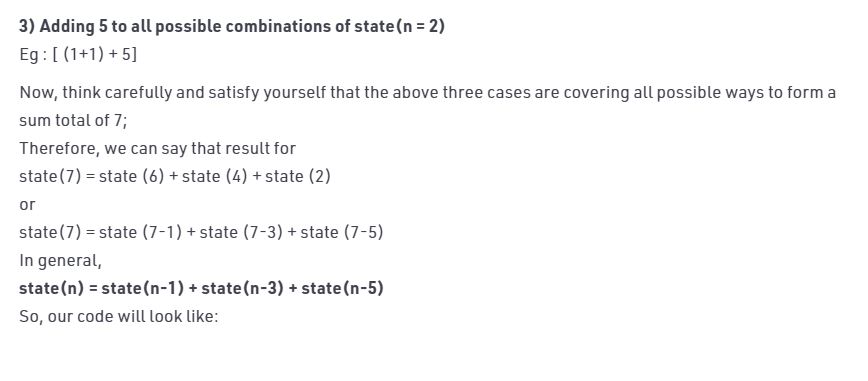 3) Adding 5 to all possible combinations of state(n = 2)
Eg : [ (1+1) + 5]
Now, think carefully and satisfy yourself that the above three cases are covering all possible ways to form a
sum total of 7;
Therefore, we can say that result for
state(7) = state (6) + state (4) + state (2)
or
state(7) = state (7-1) + state (7-3) + state (7-5)
In general,
state(n) = state(n-1) + state(n-3) + state(n-5)
So, our code will look like: